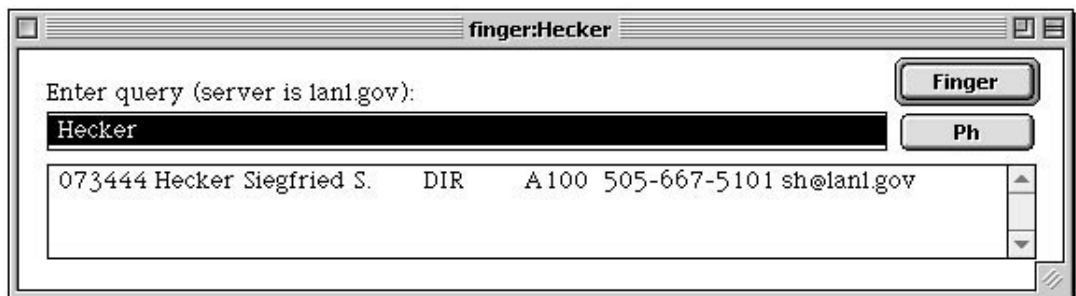 finger:Hecker
Finger
Enter query (server is lanl.gov):
Hecker
Ph
073444 Hecker Siegfried S. DIR A100 505-667-5101 sh@lanl.gov